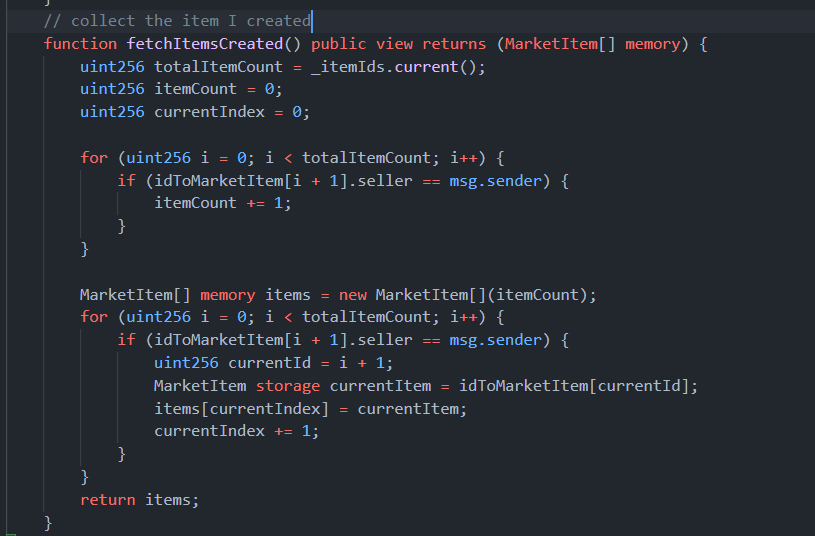 }
// collect the item I created
function fetchItemsCreated() public view returns (MarketItem[] memory) {
    uint256 totalItemCount = _itemIds.current();
    uint256 itemCount = 0;
    uint256 currentIndex = 0;

    for (uint256 i = 0; i < totalItemCount; i++) {
        if (idToMarketItem[i + 1].seller == msg.sender) {
            itemCount += 1;
        }
    }

    MarketItem[] memory items = new MarketItem[](itemCount);
    for (uint256 i = 0; i < totalItemCount; i++) {
        if (idToMarketItem[i + 1].seller == msg.sender) {
            uint256 currentId = i + 1;
            MarketItem storage currentItem = idToMarketItem[currentId];
            items[currentIndex] = currentItem;
            currentIndex += 1;
        }
    }
    return items;
}